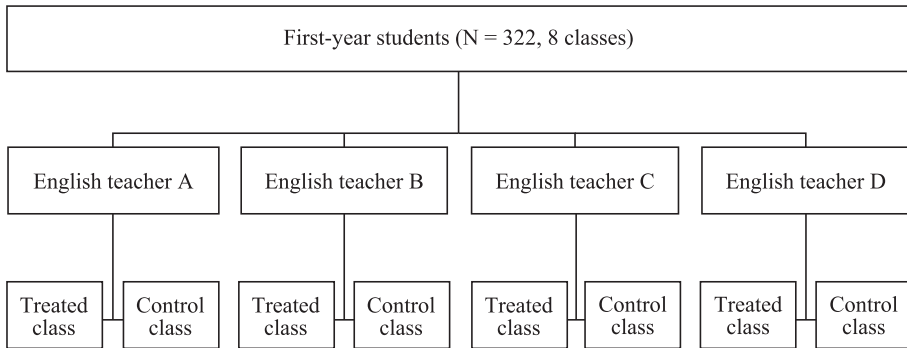 First-year students (N = 322, 8 classes)
English teacher A
English teacher B
English teacher C
English teacher D
Treated
class
Control
class
Treated
class
Control
class
Treated
class
Control
class
Treated
class
Control
class